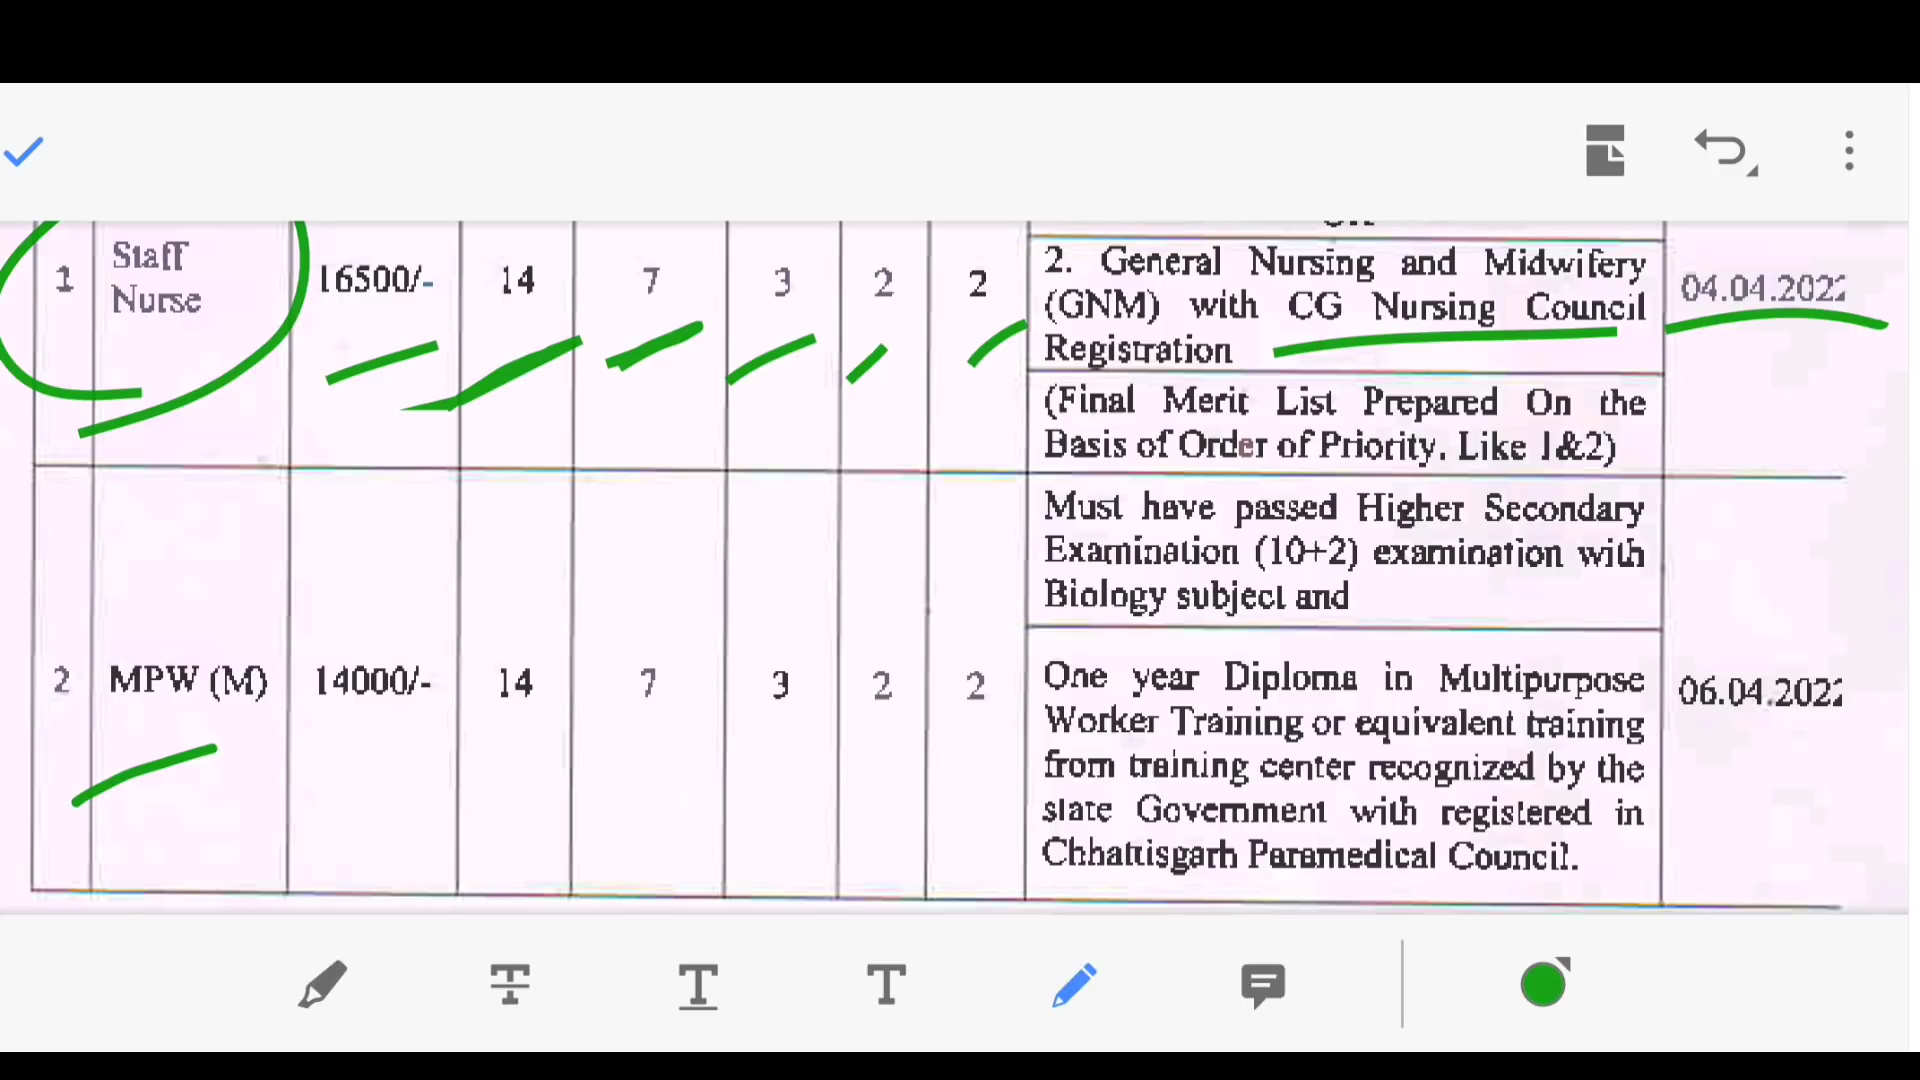 1
Staff
Nurse
16500/-
14
7
3
2
2
2. General Nursing and Midwifery
(GNM) with CG Nursing Council
Registration
(Final Merit List Prepared On the
Basis of Order of Priority. Like 1&2)
04.04.2022
2
MPW (M)
14000/-
14
7
3
2
2
Must have passed Higher Secondary
Examination (10+2) examination with
Biology subject and
One year Diploma in Multipurpose
Worker Training or equivalent training
from training center recognized by the
state Government with registered in
Chhattisgarh Paramedical Council.
06.04.2022